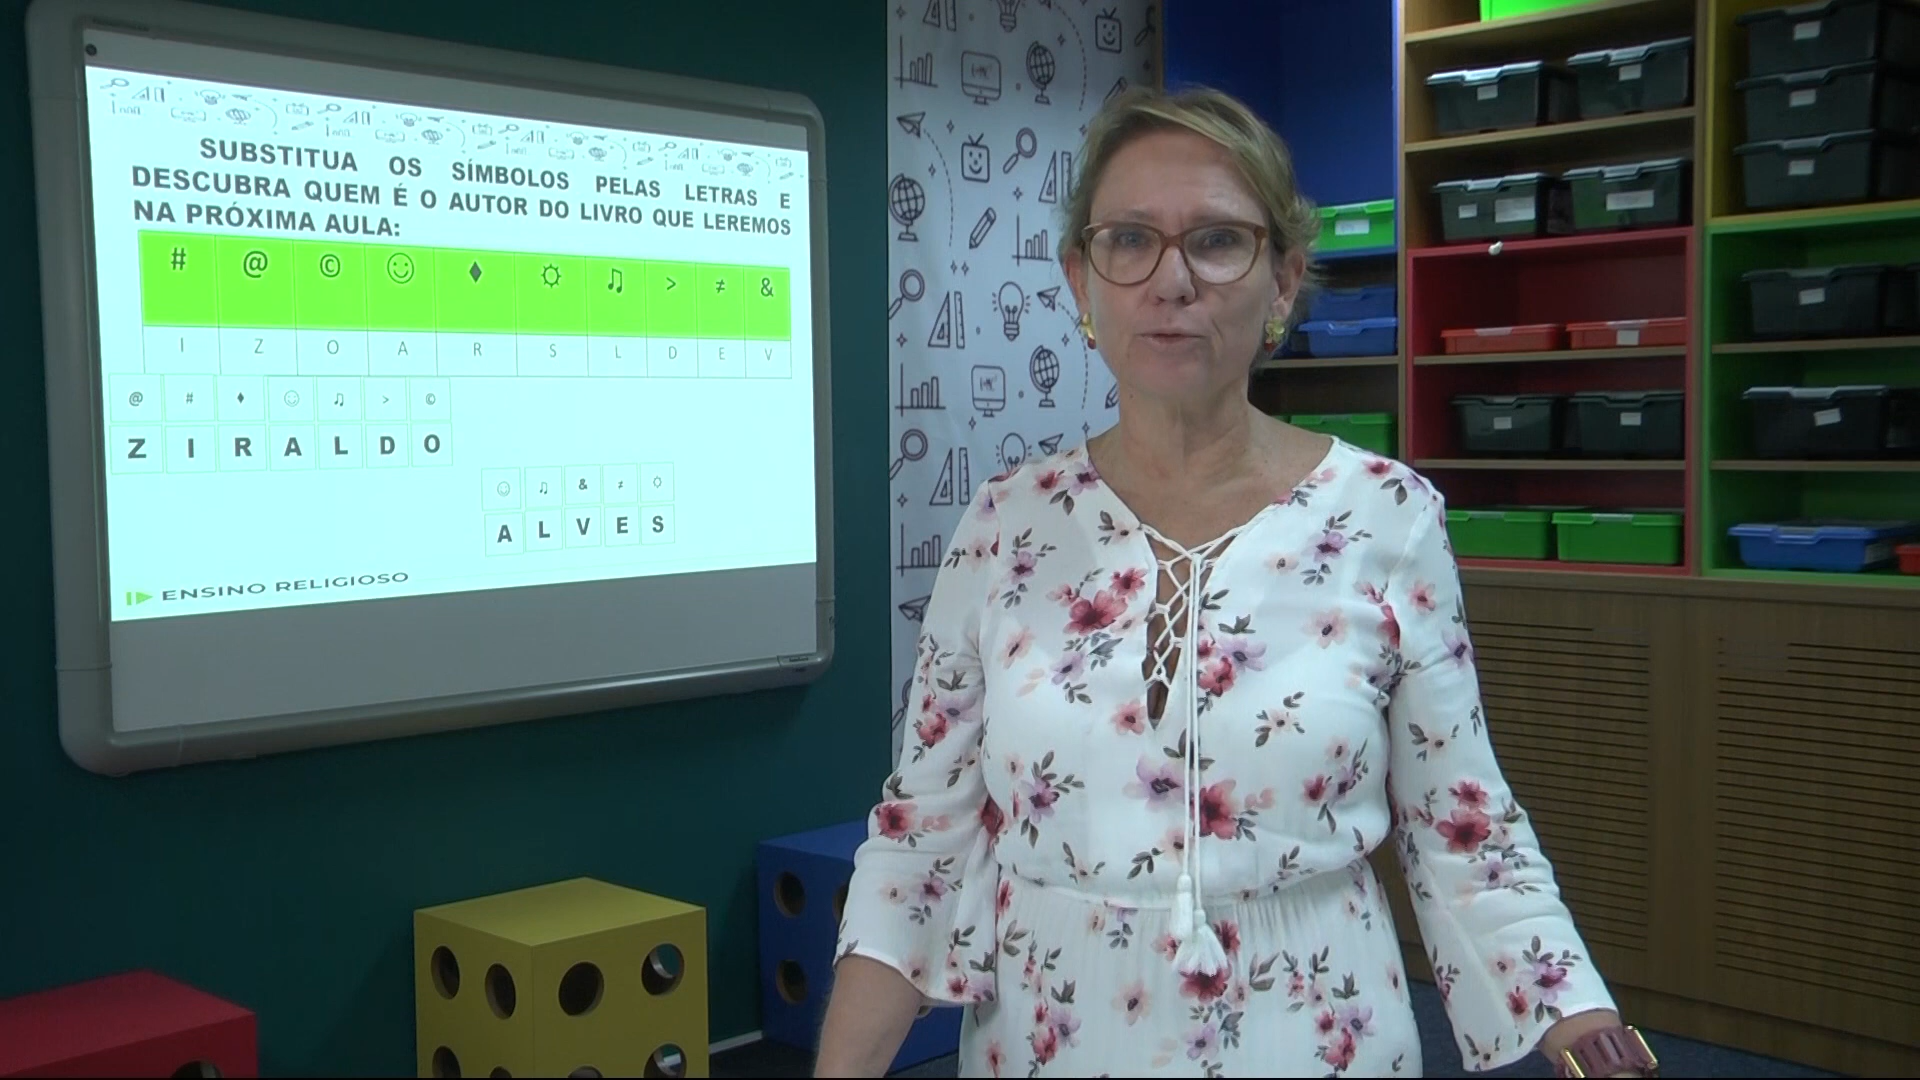 SUBSTITUA OS SÍMBOLOS PELAS LETRAS E
DESCUBRA QUEM É O AUTOR DO LIVRO QUE LEREMOS
NA PRÓXIMA AULA:
# @ © ☺ ♦ ☼ ♫ > ≠ &
I Z O A R S L D E V
@ # ♦ ☺ ♫ > ©
Z I R A L D O
☺ ♫ & ≠ ☼
A L V E S
ENSINO RELIGIOSO